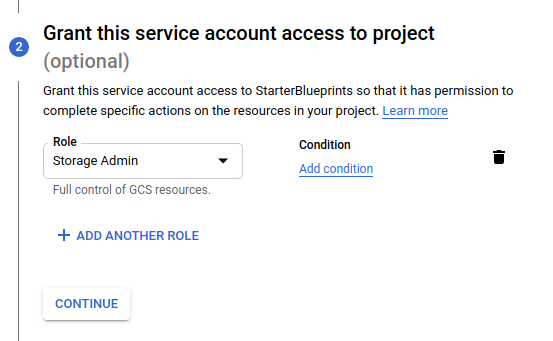 2
Grant this service account access to project
(optional)
Grant this service account access to StarterBlueprints so that it has permission to
complete specific actions on the resources in your project. Learn more
Role
Storage Admin
Full control of GCS resources.
Condition
Add condition
ADD ANOTHER ROLE
CONTINUE